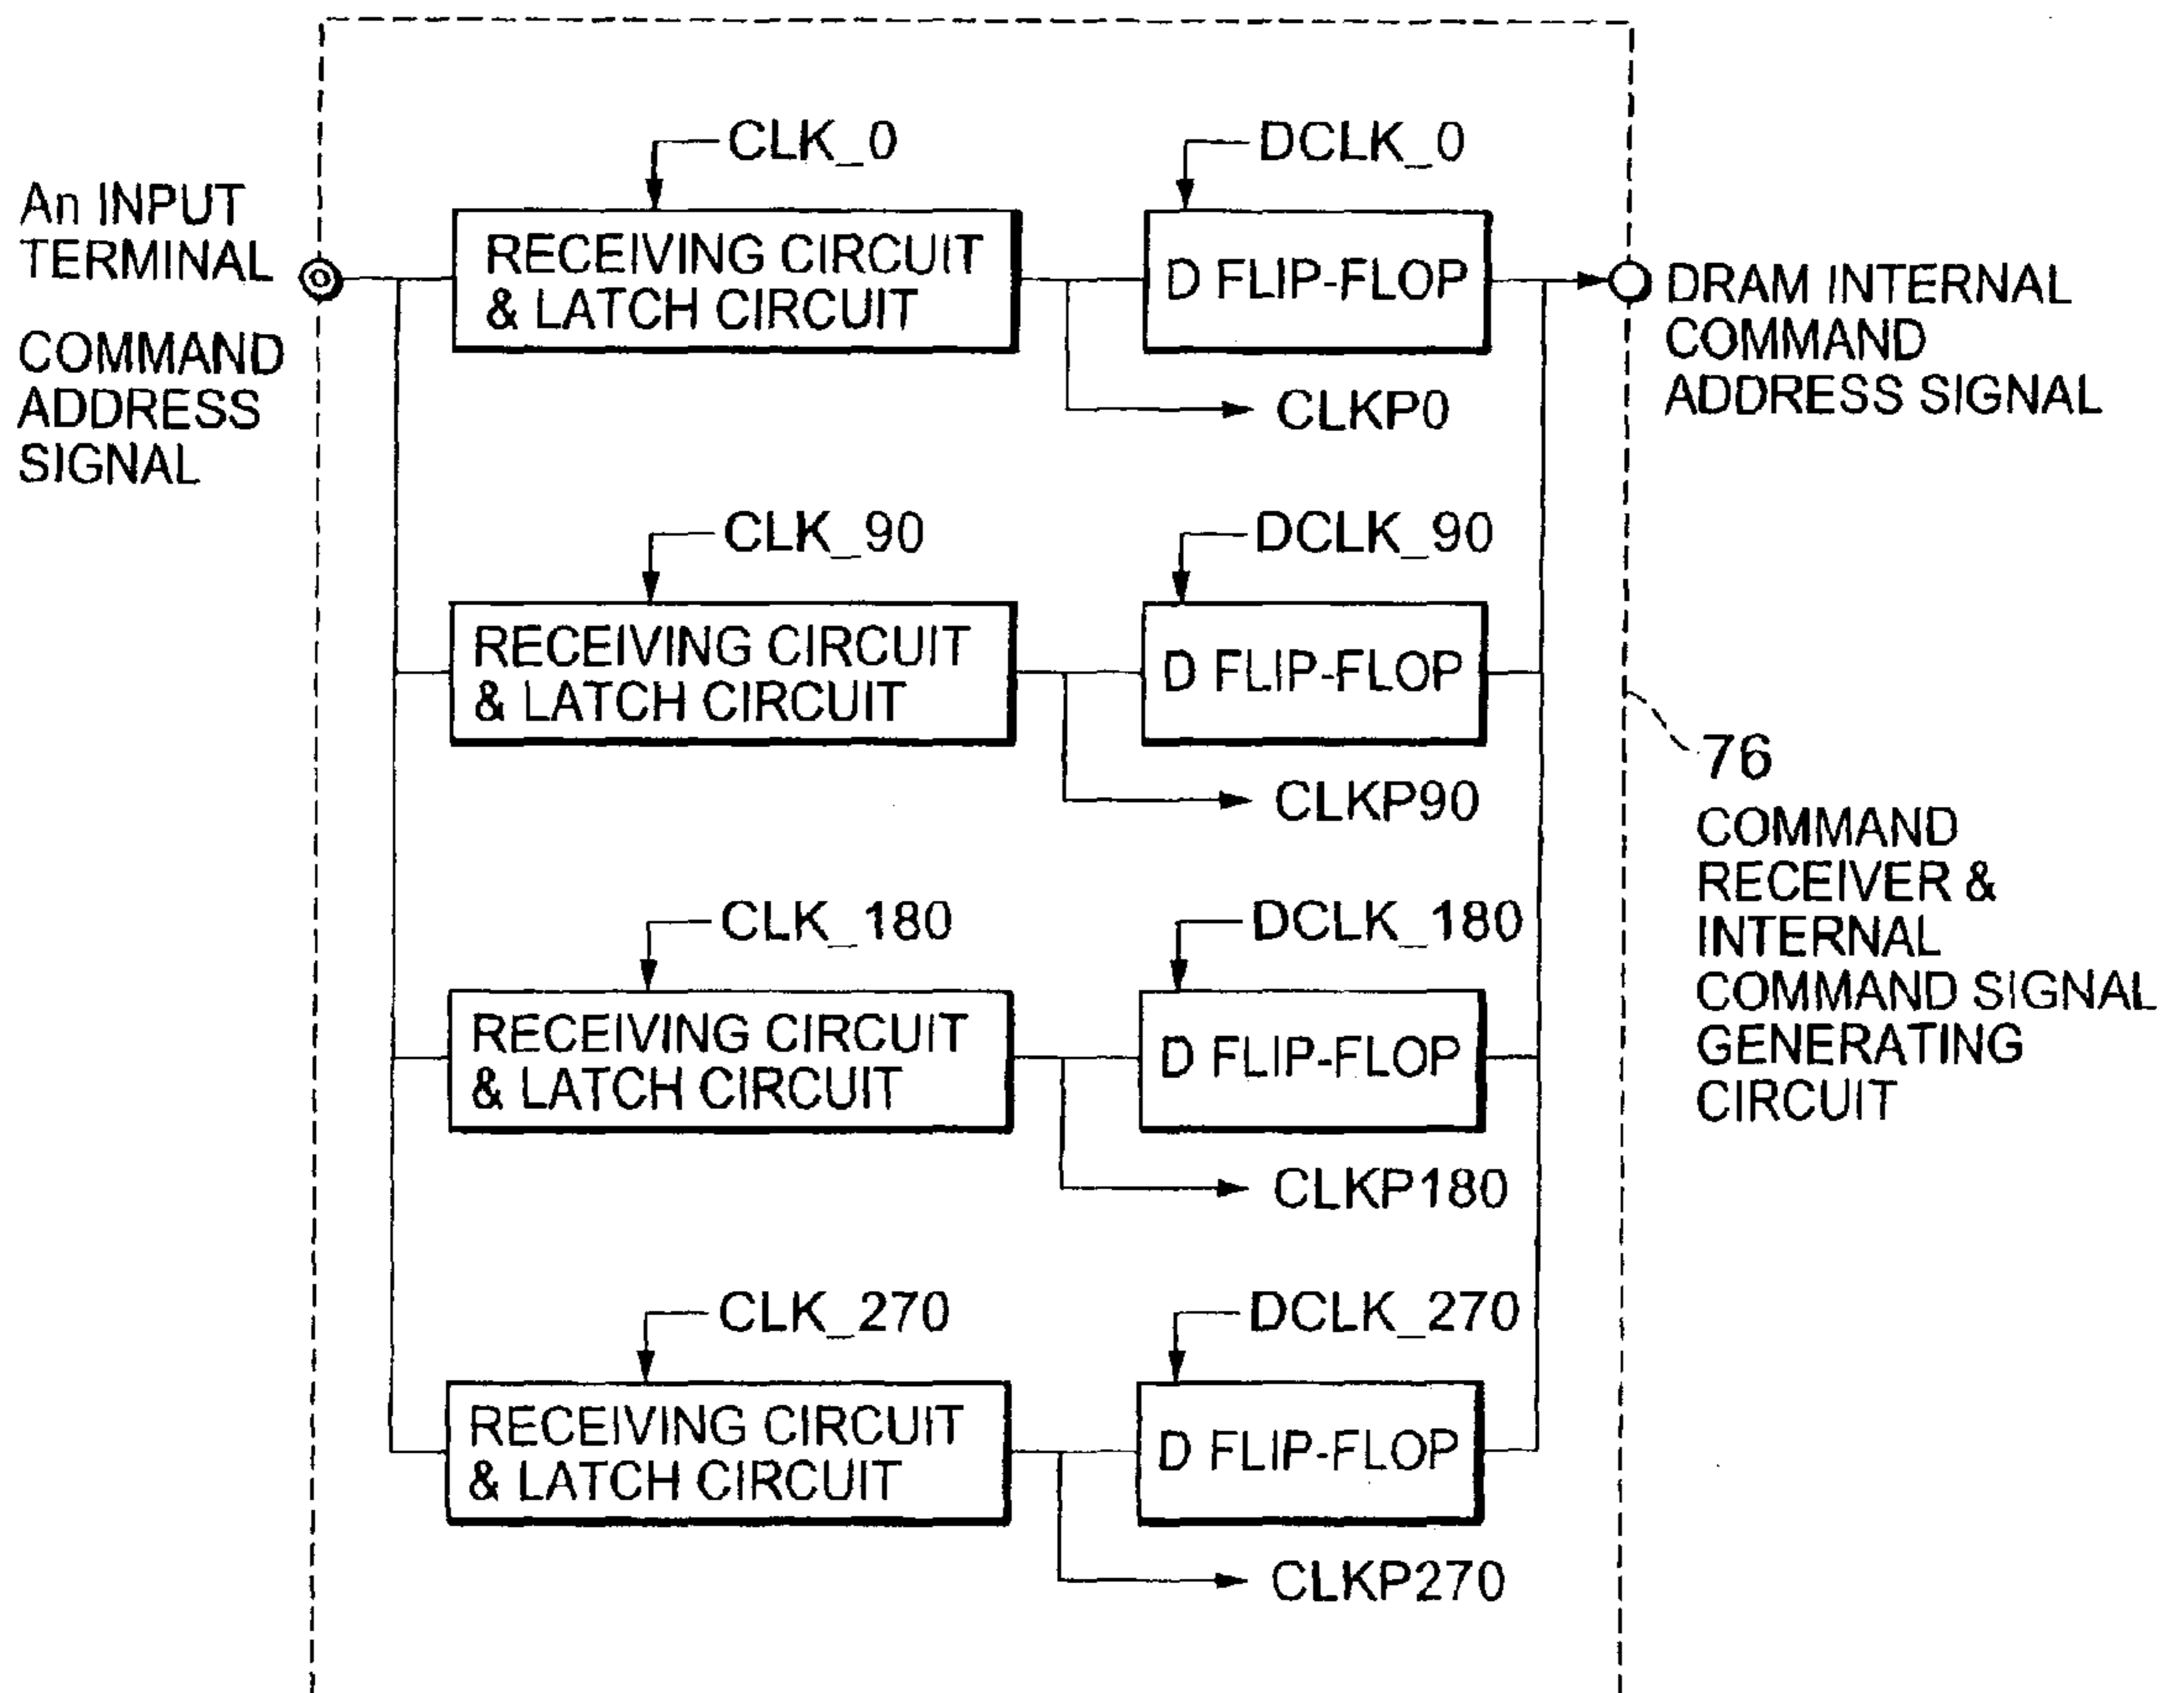 An INPUT
TERMINAL
COMMAND
ADDRESS
SIGNAL
CLK_0
DCLK_0
RECEIVING CIRCUIT
& LATCH CIRCUIT
D FLIP-FLOP
CLKP0
DRAM INTERNAL
COMMAND
ADDRESS SIGNAL
CLK_90
DCLK_90
RECEIVING CIRCUIT
& LATCH CIRCUIT
D FLIP-FLOP
CLKP90
76
COMMAND
RECEIVER &
INTERNAL
COMMAND SIGNAL
GENERATING
CIRCUIT
CLK_180
DCLK_180
RECEIVING CIRCUIT
& LATCH CIRCUIT
D FLIP-FLOP
CLKP180
CLK_270
DCLK_270
RECEIVING CIRCUIT
& LATCH CIRCUIT
D FLIP-FLOP
CLKP270